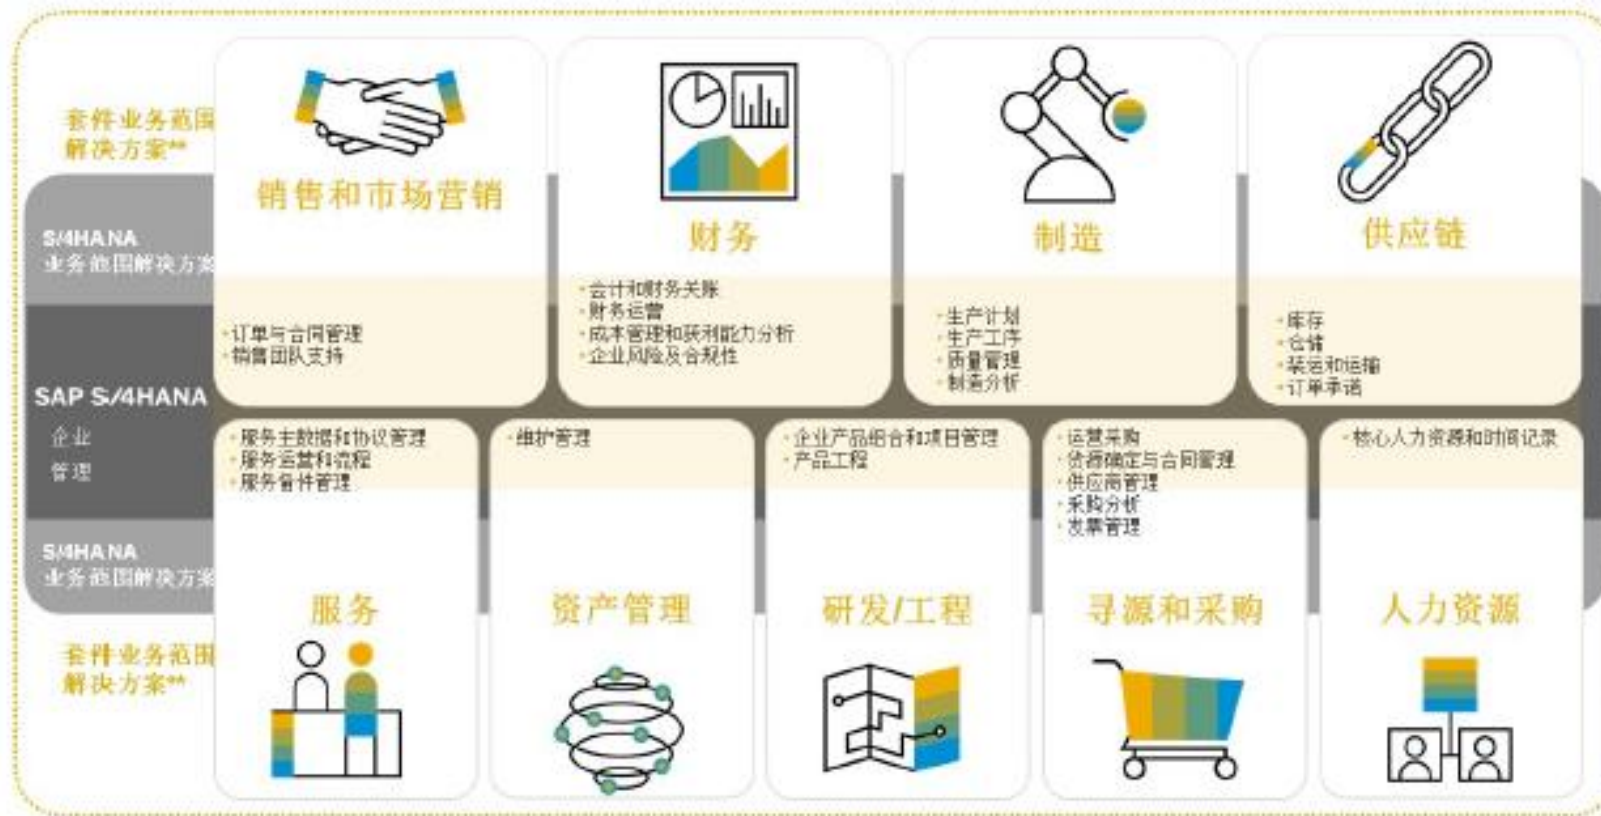 套件业务范围
解决方案**
S/4HANA
业务范围解决方案
SAP S/4HANA
企业
管理
S/4HANA
业务范围解决方案
套件业务范围
解决方案**
销售和市场营销
•订单与合同管理
•销售团队支持
财务
•会计和财务关账
•财务运营
•成本管理和获利能力分析
•企业风险及合规性
制造
•生产计划
•生产工序
•质量管理
•制造分析
供应链
•库存
•仓储
•装运和运输
•订单承诺
•服务主数据和协议管理
•服务运营和流程
•服务备件管理
服务
•维护管理
资产管理
•企业产品组合和项目管理
•产品工程
研发/工程
•运营采购
•货源确定与合同管理
•供应商管理
•采购分析
•发票管理
寻源和采购
•核心人力资源和时间记录
人力资源